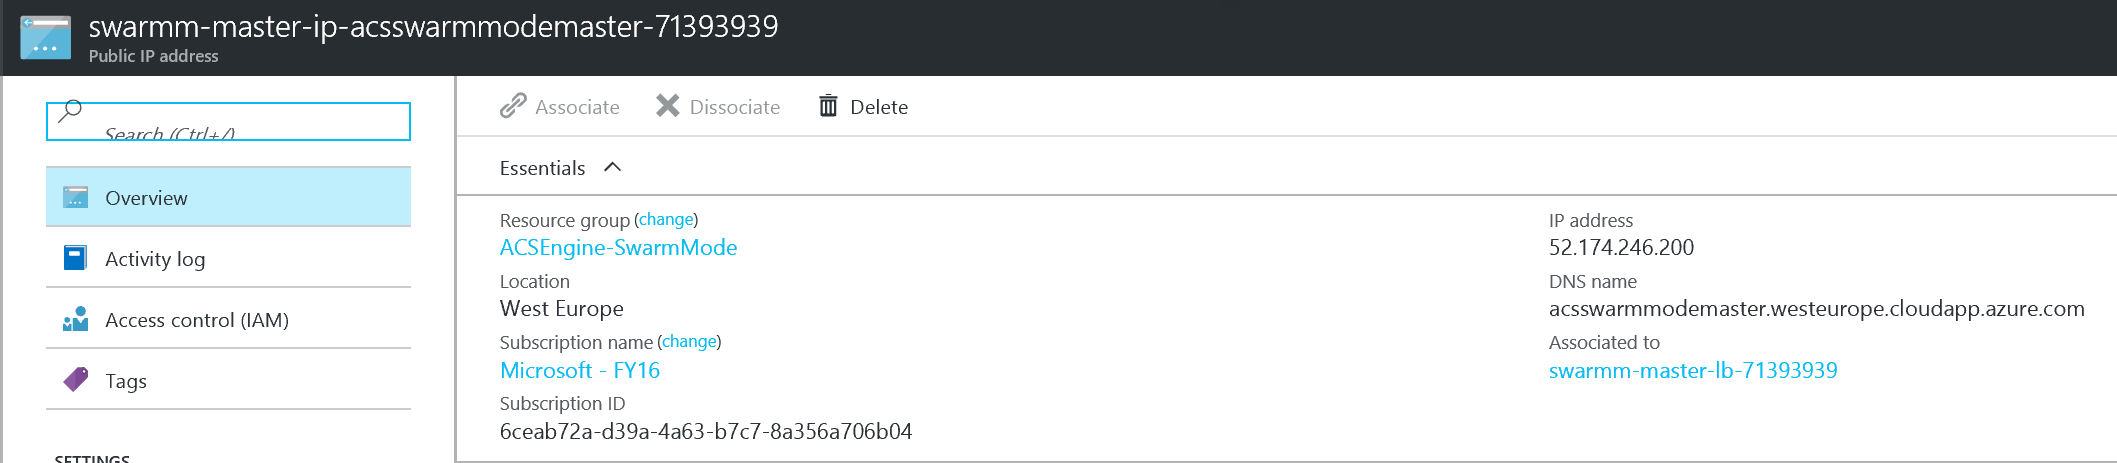 swarmm-master-ip-acsswarmmodemaster-71393939
Public IP address
Search (Ctrl+/)
Overview
Activity log
Access control (IAM)
Tags
SETTINGS
Associate
Dissociate
Delete
Essentials
Resource group (change)
ACSEngine-SwarmMode
Location
West Europe
Subscription name (change)
Microsoft - FY16
Subscription ID
6ceab72a-d39a-4a63-b7c7-8a356a706b04
IP address
52.174.246.200
DNS name
acsswarmmodemaster.westeurope.cloudapp.azure.com
Associated to
swarmm-master-lb-71393939